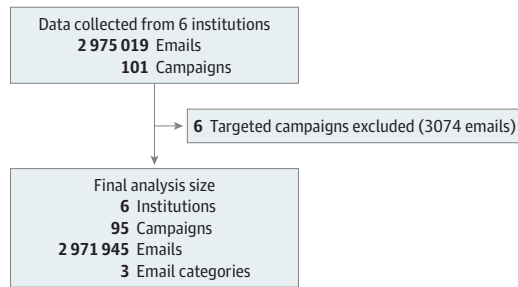 Data collected from 6 institutions
2 975 019 Emails
101 Campaigns
6 Targeted campaigns excluded (3074 emails)
Final analysis size
6 Institutions
95 Campaigns
2 971 945 Emails
3 Email categories